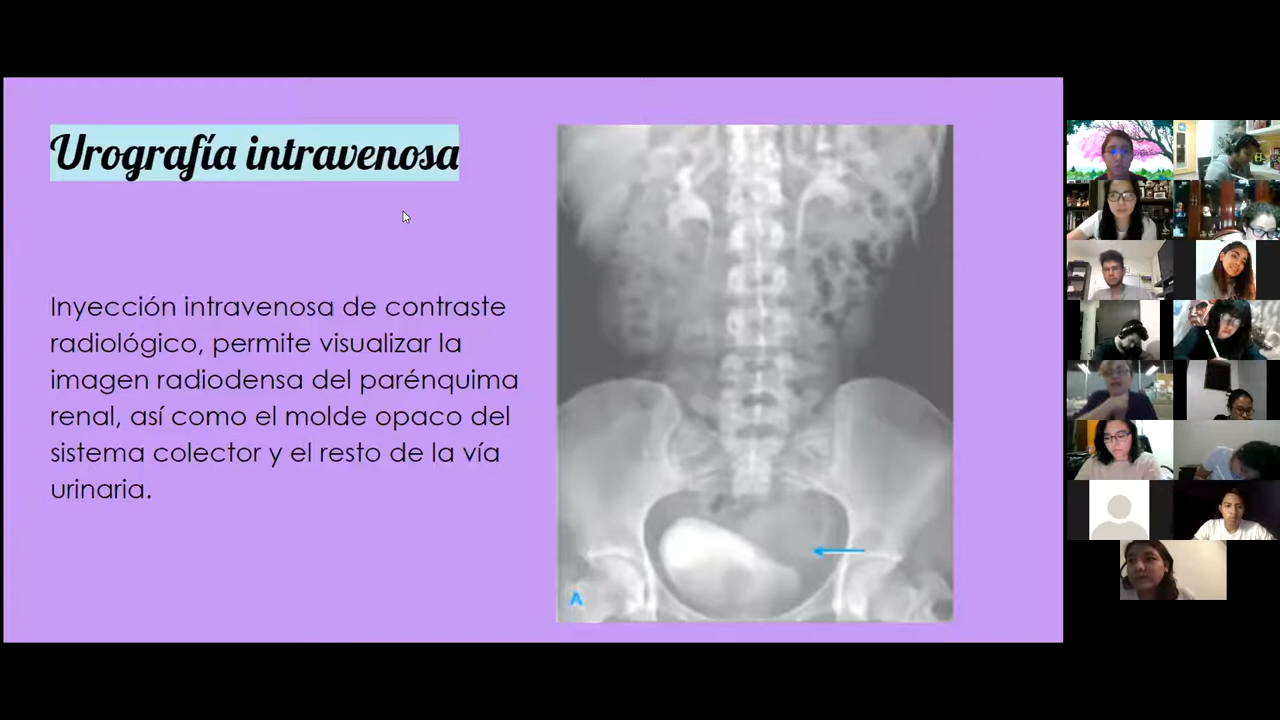 Urografía intravenosa
Inyección intravenosa de contraste
radiológico, permite visualizar la
imagen radiodensa del parénquima
renal, así como el molde opaco del
sistema colector y el resto de la vía
urinaria.
A